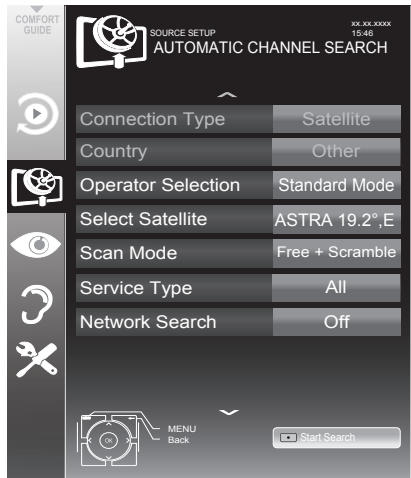 COMFORT
GUIDE
SOURCE SETUP
AUTOMATIC CHANNEL SEARCH
xx.xx.xxxx
15:46
Connection Type Satellite
Country Other
Operator Selection Standard Mode
Select Satellite ASTRA 19.2°,E
Scan Mode Free + Scramble
Service Type All
Network Search Off
OK
MENU
Back
Start Search